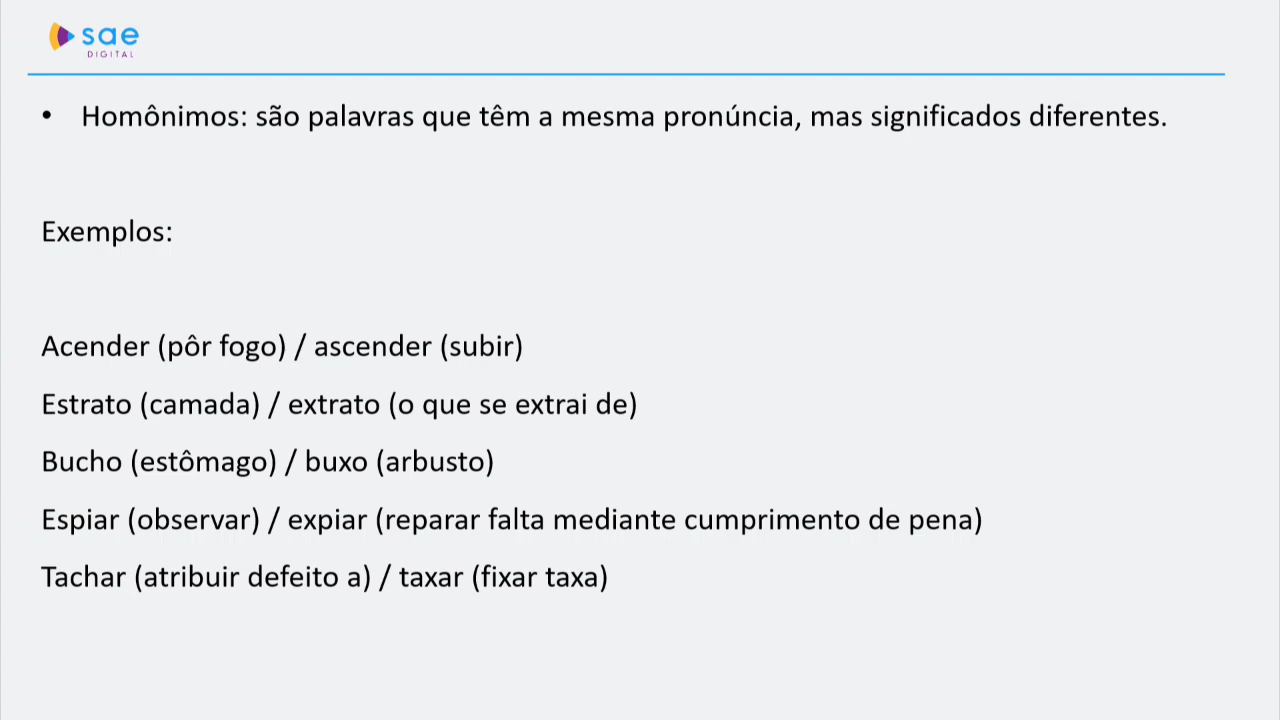 sae
DIGITAL
• Homônimos: são palavras que têm a mesma pronúncia, mas significados diferentes.
Exemplos:
Acender (pôr fogo) / ascender (subir)
Estrato (camada) / extrato (o que se extrai de)
Bucho (estômago) / buxo (arbusto)
Espiar (observar) / expiar (reparar falta mediante cumprimento de pena)
Tachar (atribuir defeito a) / taxar (fixar taxa)